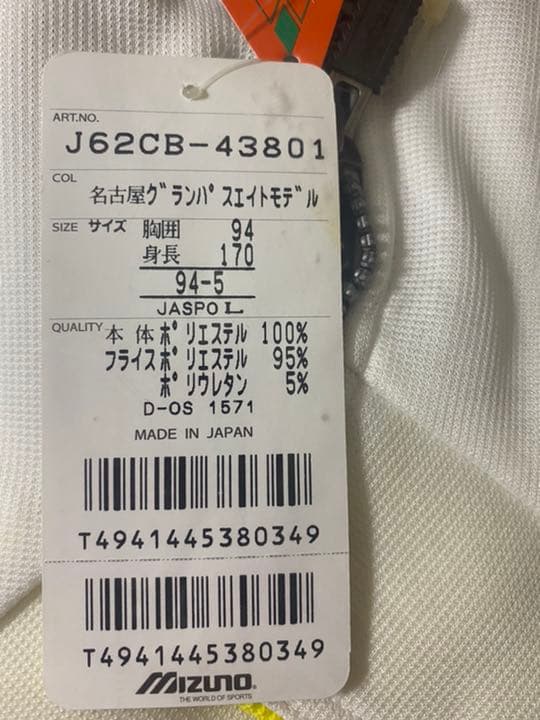 ART.NO.
J62CB-43801
COL
名古屋グランパスエイトモデル
SIZE サイズ 胸囲 94
身長 170
94-5
JASPO L
QUALITY 本体ポリエステル 100%
フライスポリエステル 95%
ポリウレタン 5%
D-OS 1571
MADE IN JAPAN
T4941445380349
T4941445380349
MIZUNO
THE WORLD OF SPORTS